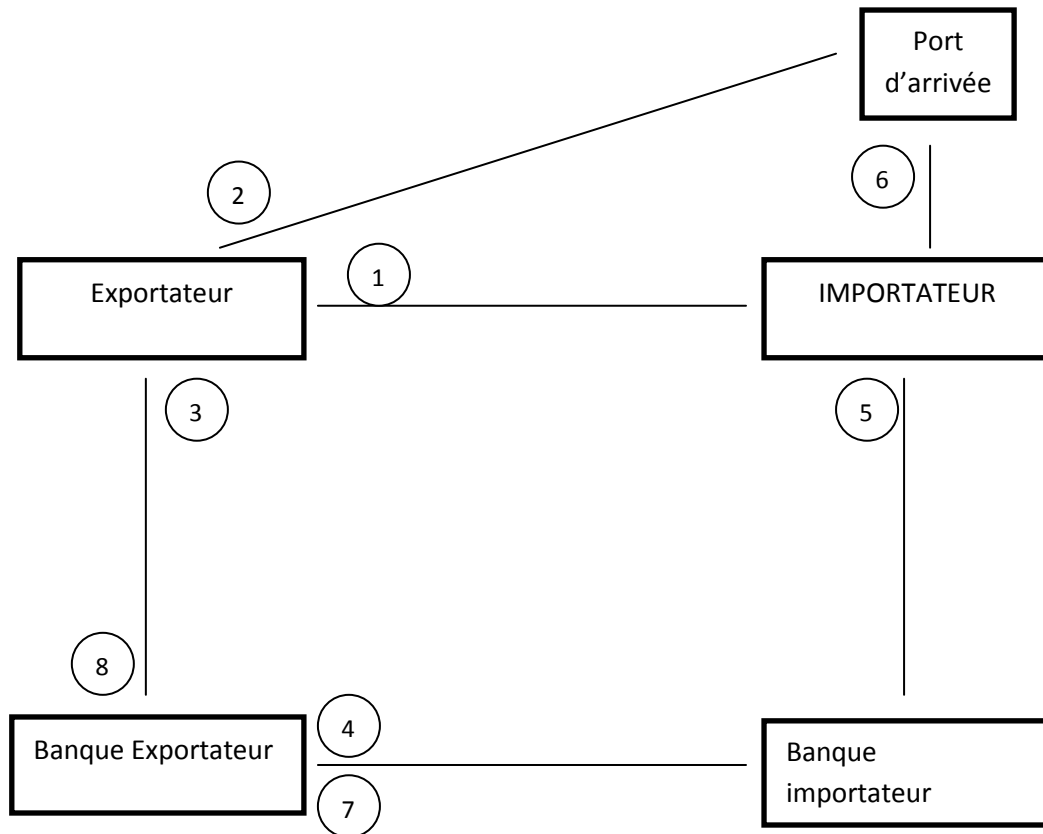 Port
d’arrivée
6
2
1
Exportateur
IMPORTATEUR
3
5
8
4
Banque Exportateur
Banque
importateur
7